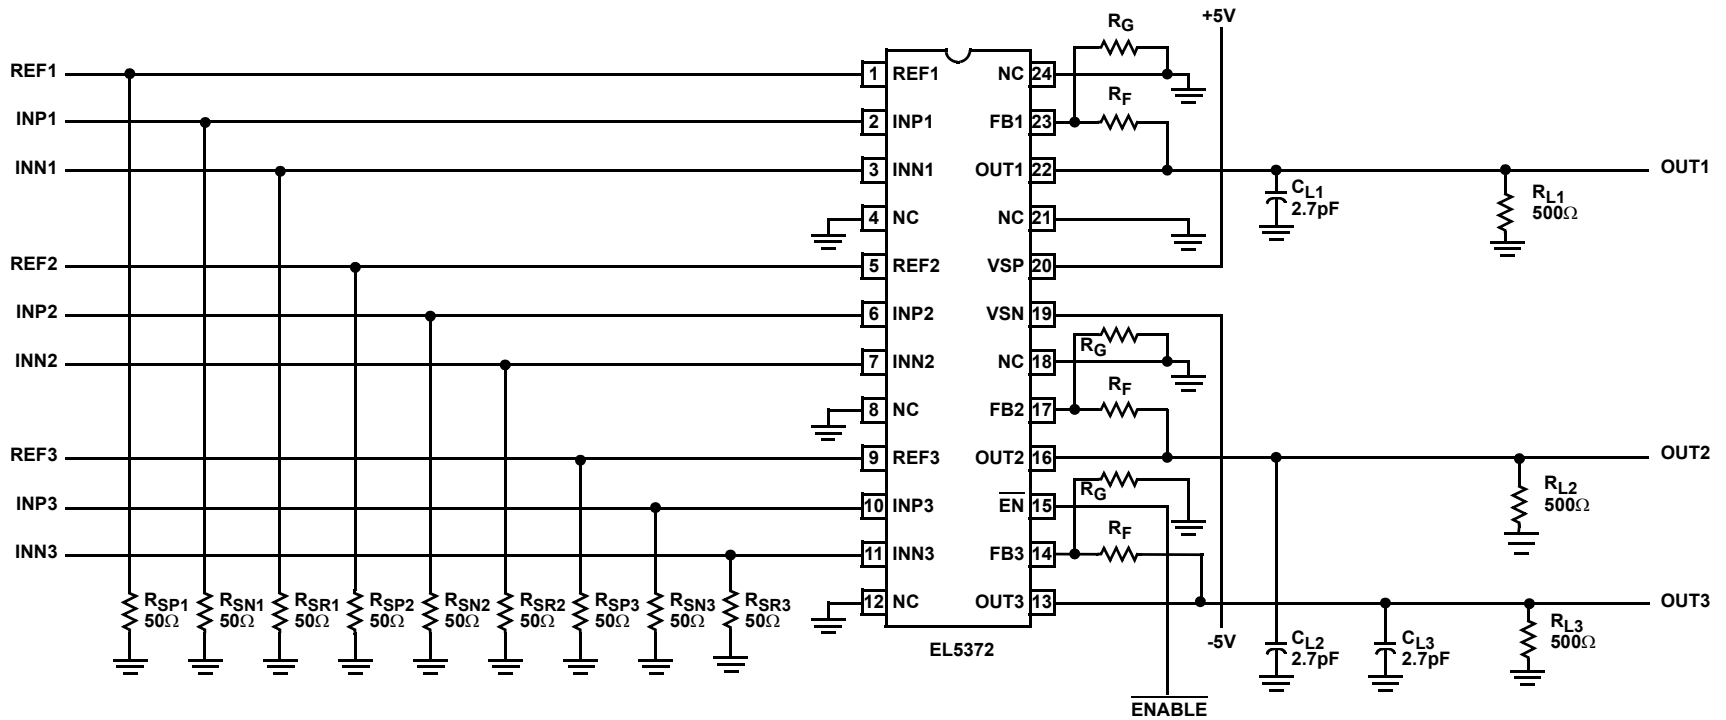 REF1
INP1
INN1
REF2
INP2
INN2
REF3
INP3
INN3
RSP1
50Ω
RSN1
50Ω
RSR1
50Ω
RSP2
50Ω
RSN2
50Ω
RSR2
50Ω
RSP3
50Ω
RSN3
50Ω
RSR3
50Ω
1 REF1
2 INP1
3 INN1
4 NC
5 REF2
6 INP2
7 INN2
8 NC
9 REF3
10 INP3
11 INN3
12 NC
NC 24
FB1 23
OUT1 22
NC 21
VSP 20
VSN 19
NC 18
FB2 17
OUT2 16
EN 15
FB3 14
OUT3 13
EL5372
RG
RF
+5V
CL1
2.7pF
RL1
500Ω
OUT1
RG
RF
RL2
500Ω
OUT2
RG
RF
-5V
ENABLE
CL2
2.7pF
CL3
2.7pF
RL3
500Ω
OUT3